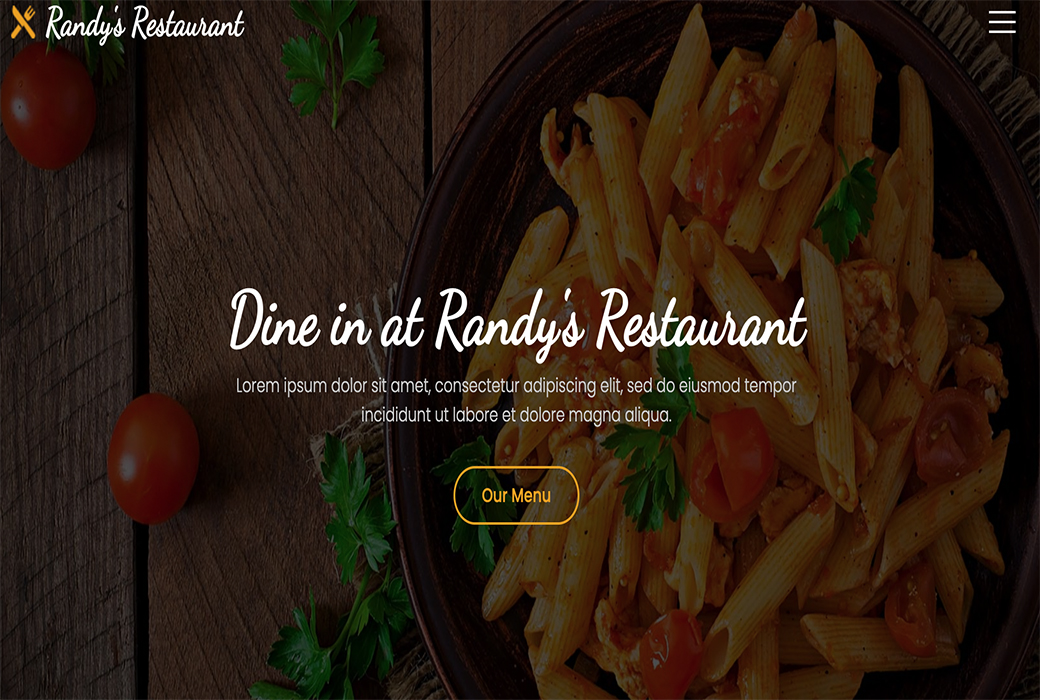 Randy's Restaurant
Dine in at Randy's Restaurant
Lorem ipsum dolor sit amet, consectetur adipiscing elit, sed do eiusmod tempor
incididunt ut labore et dolore magna aliqua.
Our Menu